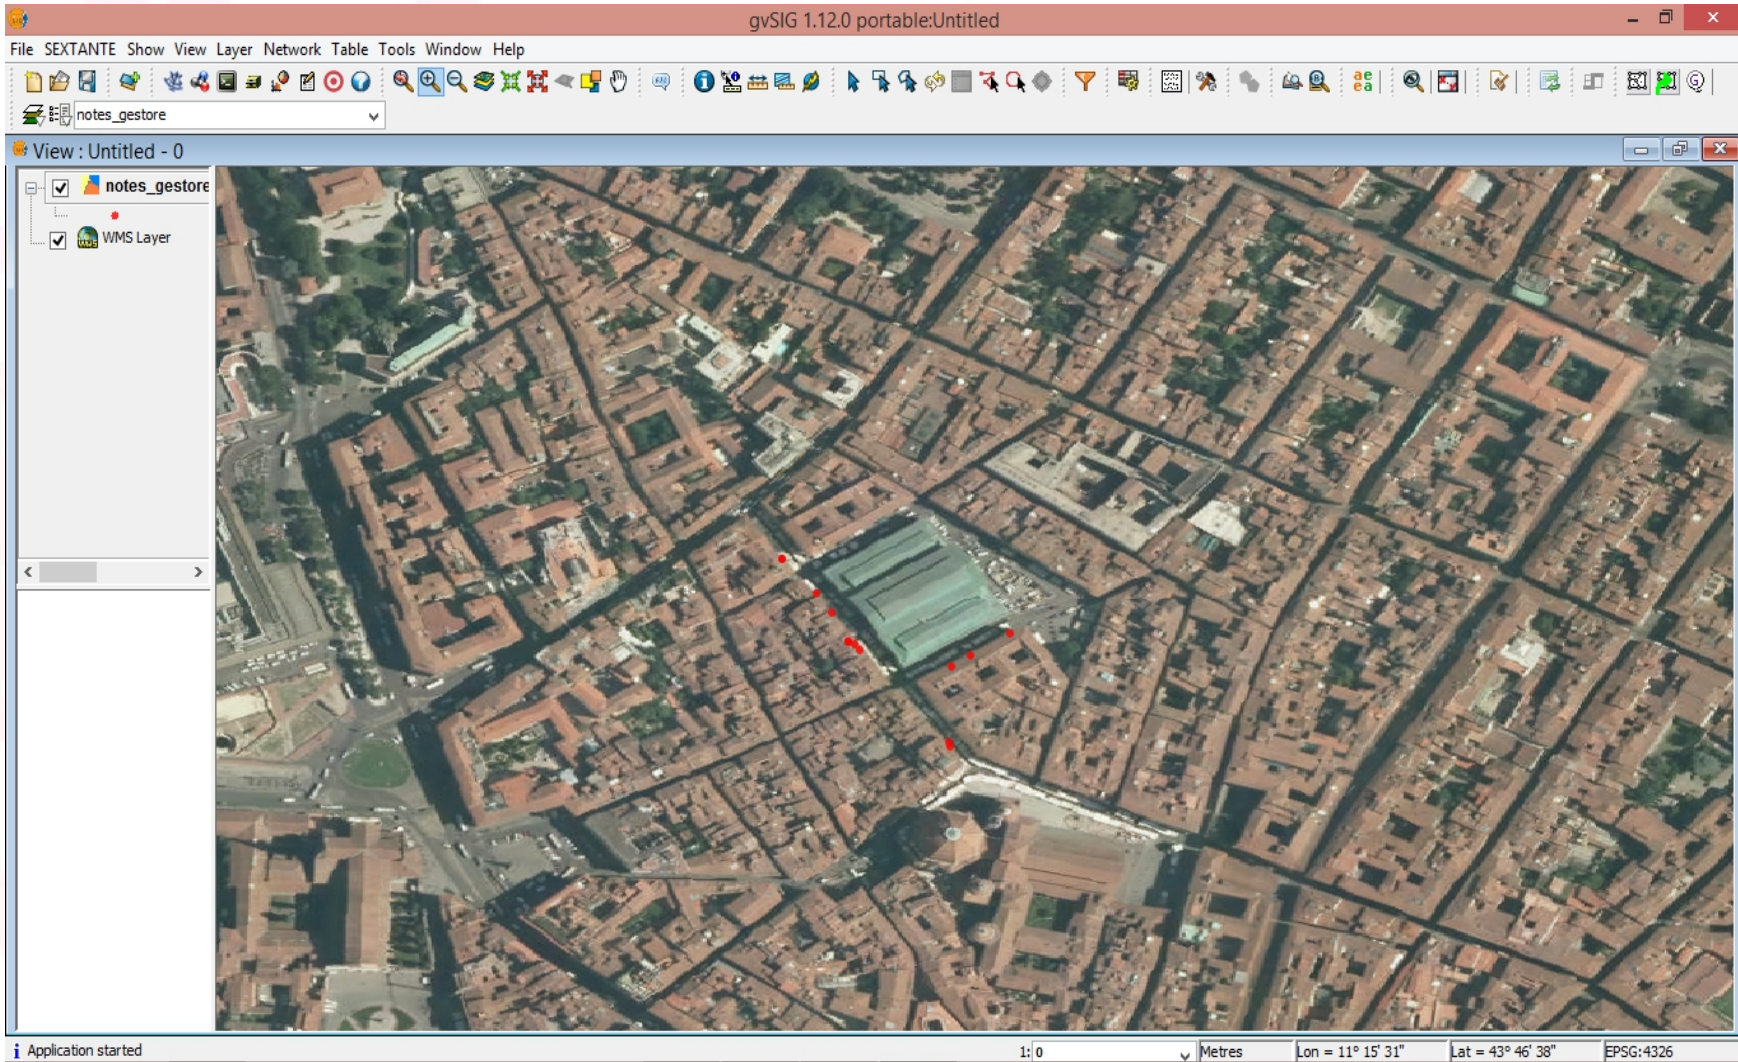 gvSIG 1.12.0 portable:Untitled
File SEXTANTE Show View Layer Network Table Tools Window Help
notes_gestore
View : Untitled - 0
notes_gestore
WMS Layer
Application started 1: 0 Metres Lon = 11° 15' 31" Lat = 43° 46' 38" EPSG:4326